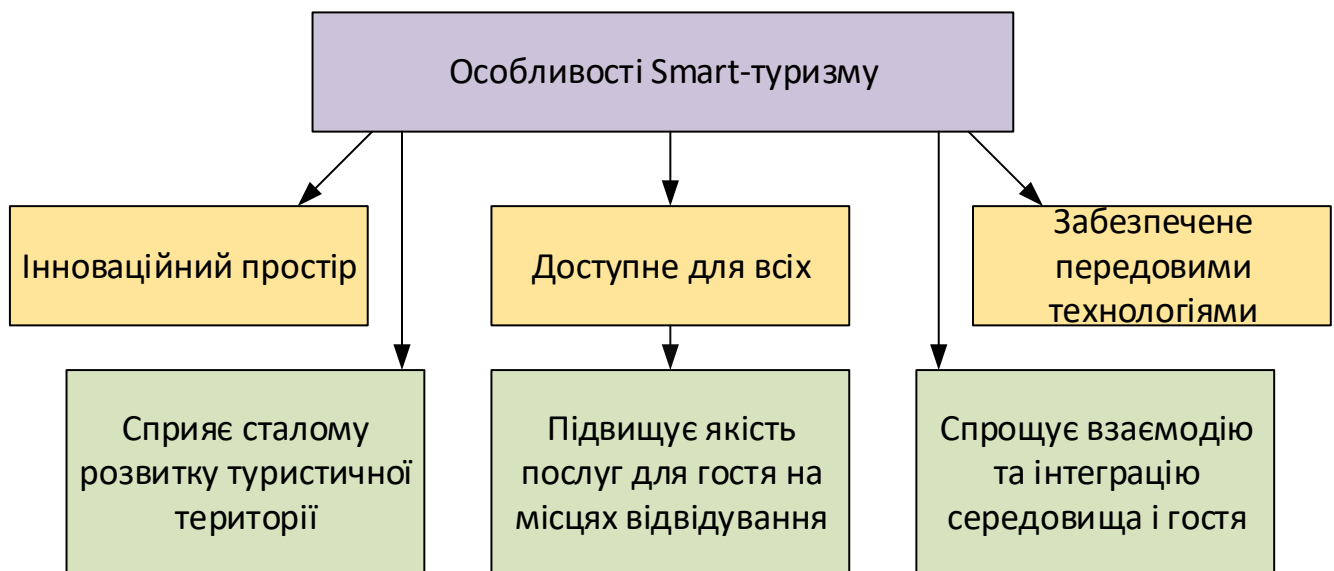 Особливості Smart-туризму
Інноваційний простір
Доступне для всіх
Забезпечене
передовими
технологіями
Сприяє сталому
розвитку туристичної
території
Підвищує якість
послуг для гостя на
місцях відвідування
Спрощує взаємодію
та інтеграцію
середовища і гостя